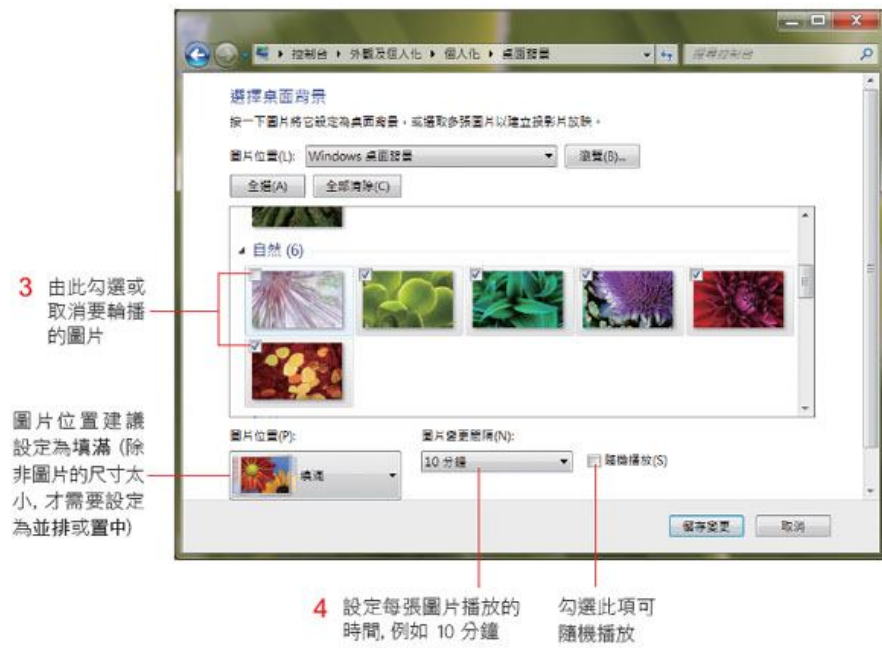 控制台 外觀及個人化 個人化 桌面背景
搜尋控制台
選擇桌面背景
按一下圖片將它設定為桌面背景，或選取多張圖片以建立投影片放映。
圖片位置(L): Windows 桌面背景 瀏覽(B)...
全選(A) 全部清除(C)
自然 (6)
3 由此勾選或
取消要輪播
的圖片
圖片位置建議
設定為填滿 (除
非圖片的尺寸太
小, 才需要設定
為並排或置中)
圖片位置(P): 圖片變更間隔(N):
填滿 10 分鐘 隨機播放(S)
儲存變更 取消
4 設定每張圖片播放的
時間, 例如 10 分鐘
勾選此項可
隨機播放